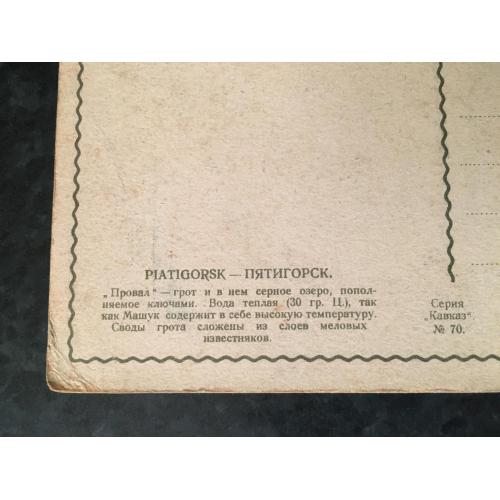 PIATIGORSK — ПЯТИГОРСК.
„Провал“ — грот и в нем серное озеро, попол-
няемое ключами. Вода теплая (30 гр. Ц.), так
как Машук содержит в себе высокую температуру.
Своды грота сложены из слоев меловых
известняков.
Серия
„Кавказ“.
№ 70.